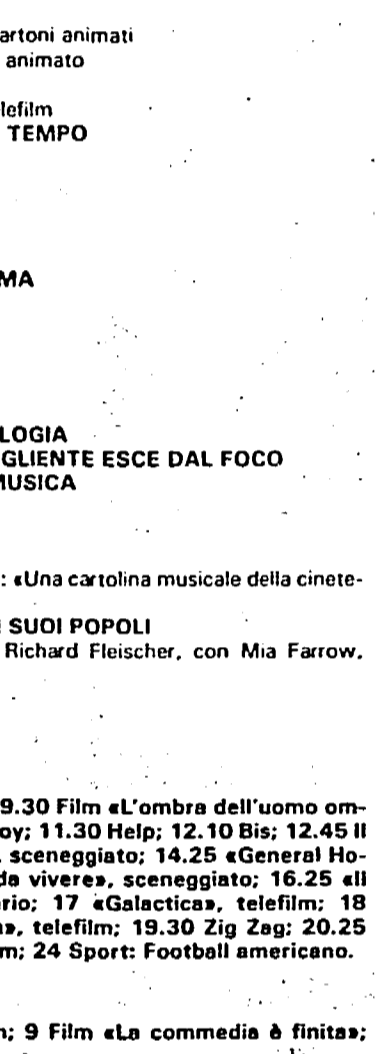 artoni animati
animato
lefilm
TEMPO
MA
LOGIA
GLIENTE ESCE DAL FOCO
MUSICA
: «Una cartolina musicale della cinete-
SUOI POPOLI
Richard Fleischer, con Mia Farrow,
9.30 Film «L'ombra dell'uomo om-
oy; 11.30 Help; 12.10 Bis; 12.45 Il
, sceneggiato; 14.25 «General Ho-
da vivere», sceneggiato; 16.25 «Il
rio; 17 «Galactica», telefilm; 18
», telefilm; 19.30 Zig Zag; 20.25
m; 24 Sport: Football americano.
; 9 Film «La commedia è finita»;